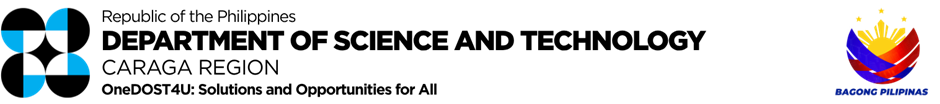 Republic of the Philippines
DEPARTMENT OF SCIENCE AND TECHNOLOGY
CARAGA REGION
OneDOST4U: Solutions and Opportunities for All
BAGONG PILIPINAS